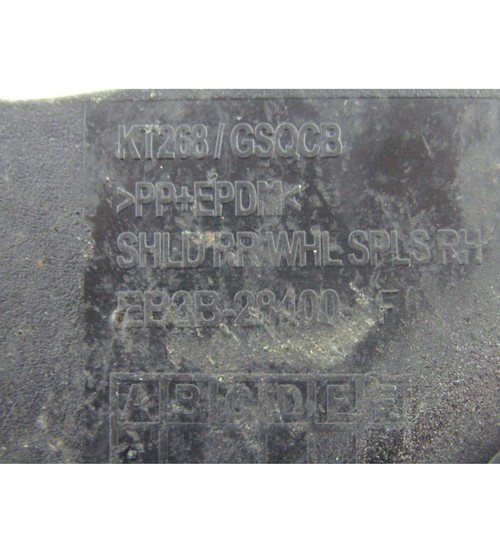 KT268/GSQCB
>PP+EPDM<
SHLD RR WHL SPLS RH
EB3B-28400- F
A B C D E F